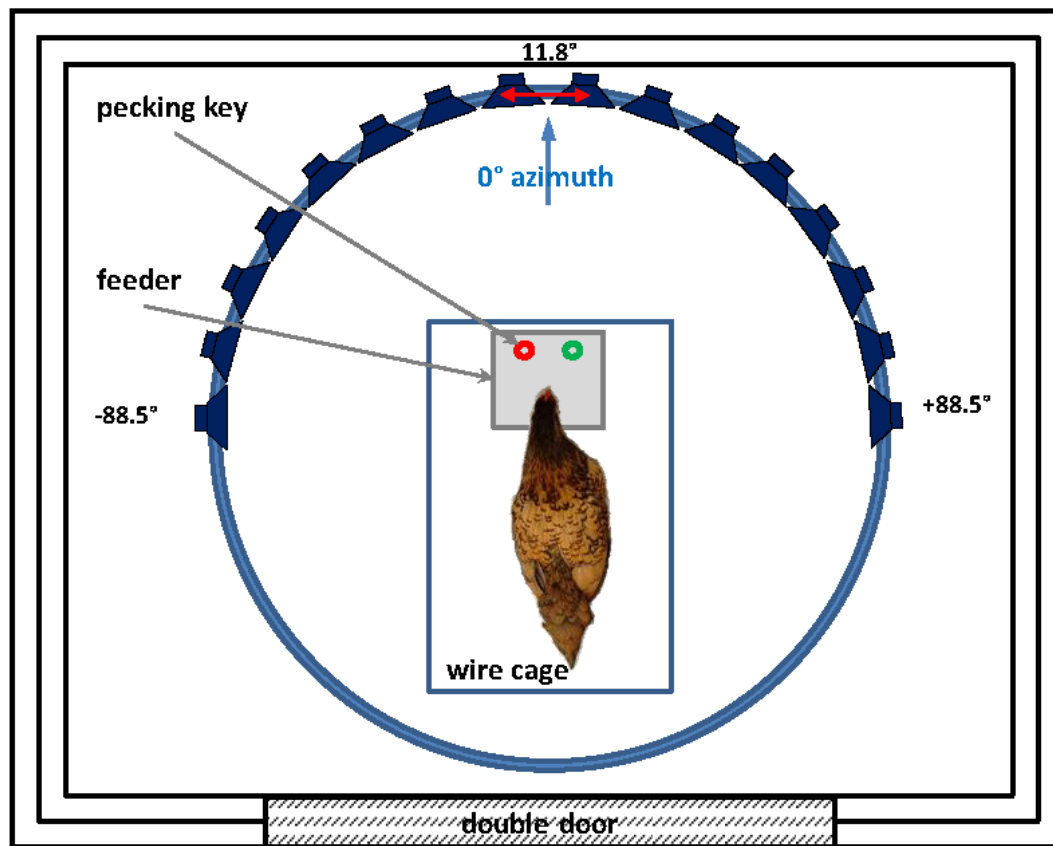 11.8°
pecking key
0° azimuth
feeder
-88.5°
+88.5°
wire cage
double door